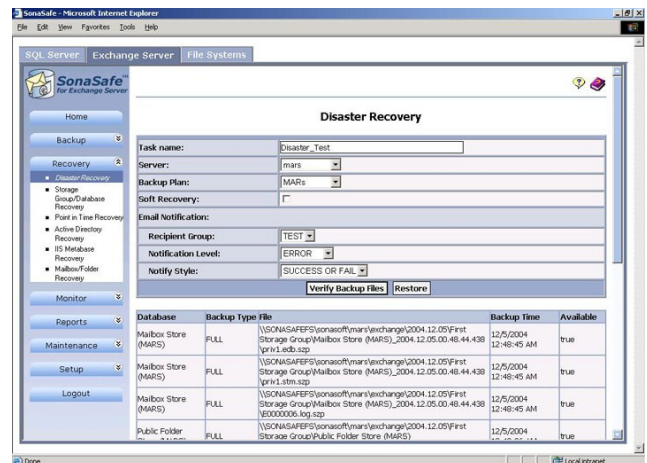 SonaSafe - Microsoft Internet Explorer
File Edit View Favorites Tools Help
SQL Server Exchange Server File Systems
SonaSafe™
for Exchange Server
Home
Backup
Recovery
Disaster Recovery
Storage
Group/Database
Recovery
Point in Time Recovery
Active Directory
Recovery
IIS Metabase
Recovery
Mailbox/Folder
Recovery
Monitor
Reports
Maintenance
Setup
Logout
Disaster Recovery
Task name: Disaster_Test
Server: mars
Backup Plan: MARs
Soft Recovery:
Email Notification:
Recipient Group: TEST
Notification Level: ERROR
Notify Style: SUCCESS OR FAIL
Verify Backup Files Restore
Database Backup Type File Backup Time Available
Mailbox Store
(MARS)
FULL
\\SONASAFEFS\sonasoft\mars\exchange\2004.12.05\First
Storage Group\Mailbox Store (MARS)_2004.12.05.00.48.44.438
\priv1.edb.szp
12/5/2004
12:48:45 AM
true
Mailbox Store
(MARS)
FULL
\\SONASAFEFS\sonasoft\mars\exchange\2004.12.05\First
Storage Group\Mailbox Store (MARS)_2004.12.05.00.48.44.438
\priv1.stm.szp
12/5/2004
12:48:45 AM
true
Mailbox Store
(MARS)
FULL
\\SONASAFEFS\sonasoft\mars\exchange\2004.12.05\First
Storage Group\Mailbox Store (MARS)_2004.12.05.00.48.44.438
\E0000006.log.szp
12/5/2004
12:48:45 AM
true
Public Folder
FULL
\\SONASAFEFS\sonasoft\mars\exchange\2004.12.05\First
Storage Group\Public Folder Store (MARS)
12/5/2004
true
Done
Local intranet